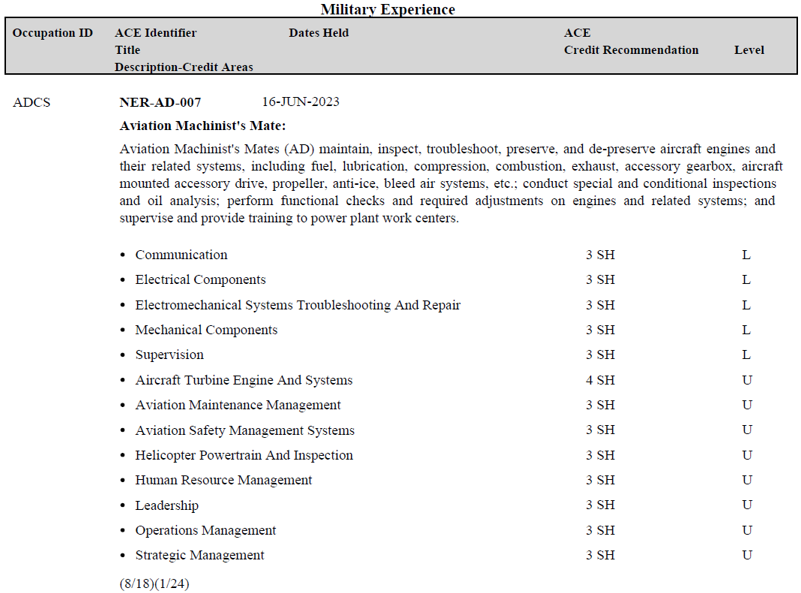 Military Experience
Occupation ID ACE Identifier Dates Held ACE
Title Credit Recommendation Level
Description-Credit Areas
ADCS NER-AD-007 16-JUN-2023
Aviation Machinist's Mate:
Aviation Machinist's Mates (AD) maintain, inspect, troubleshoot, preserve, and de-preserve aircraft engines and
their related systems, including fuel, lubrication, compression, combustion, exhaust, accessory gearbox, aircraft
mounted accessory drive, propeller, anti-ice, bleed air systems, etc.; conduct special and conditional inspections
and oil analysis; perform functional checks and required adjustments on engines and related systems; and
supervise and provide training to power plant work centers.
• Communication 3 SH L
• Electrical Components 3 SH L
• Electromechanical Systems Troubleshooting And Repair 3 SH L
• Mechanical Components 3 SH L
• Supervision 3 SH L
• Aircraft Turbine Engine And Systems 4 SH U
• Aviation Maintenance Management 3 SH U
• Aviation Safety Management Systems 3 SH U
• Helicopter Powertrain And Inspection 3 SH U
• Human Resource Management 3 SH U
• Leadership 3 SH U
• Operations Management 3 SH U
• Strategic Management 3 SH U
(8/18)(1/24)